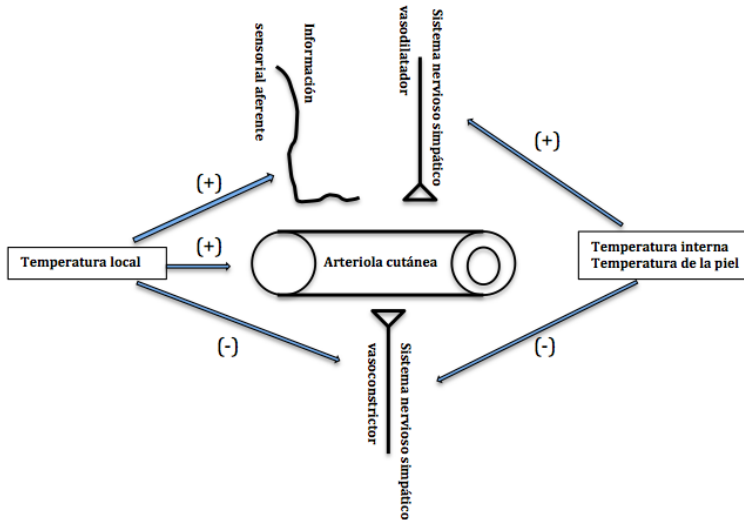 Información
sensorial aferente
Sistema nervioso simpático
vasodilatador
(+)
(+)
(+)
Temperatura local
Arteriola cutánea
Temperatura interna
Temperatura de la piel
(-)
(-)
Sistema nervioso simpático
vasoconstrictor